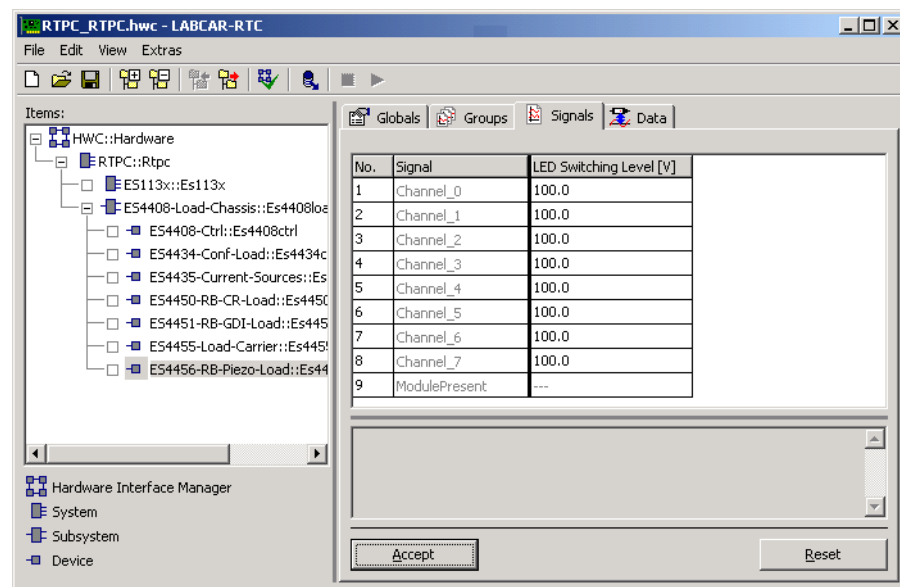 RTPC_RTPC.hwc - LABCAR-RTC
File Edit View Extras
Items:
HWC::Hardware
RTPC::Rtpc
ES113x::Es113x
ES4408-Load-Chassis::Es4408loa
ES4408-Ctrl::Es4408ctrl
ES4434-Conf-Load::Es4434c
ES4435-Current-Sources::Es
ES4450-RB-CR-Load::Es4450
ES4451-RB-GDI-Load::Es445
ES4455-Load-Carrier::Es445
ES4456-RB-Piezo-Load::Es44
Hardware Interface Manager
System
Subsystem
Device
Globals Groups Signals Data
No. Signal LED Switching Level [V]
1 Channel_0 100.0
2 Channel_1 100.0
3 Channel_2 100.0
4 Channel_3 100.0
5 Channel_4 100.0
6 Channel_5 100.0
7 Channel_6 100.0
8 Channel_7 100.0
9 ModulePresent ---
Accept Reset